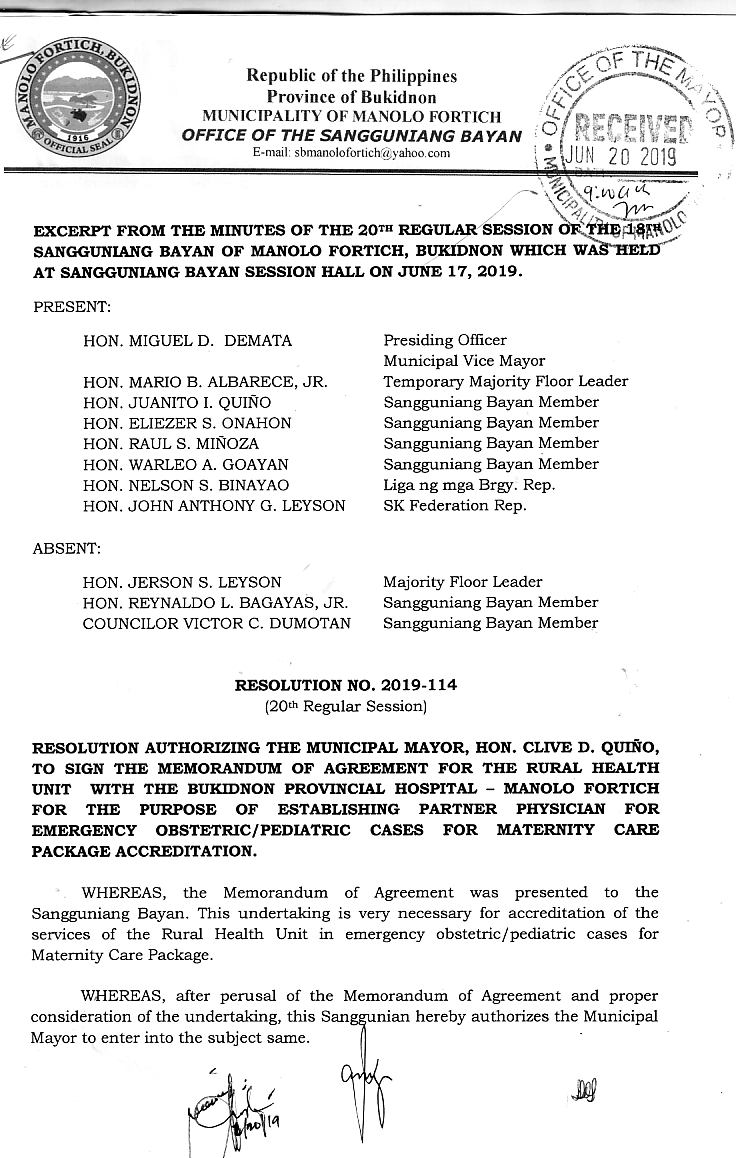 MANOLO FORTICH, BUKIDNON
1916
OFFICIAL SEAL
Republic of the Philippines
Province of Bukidnon
MUNICIPALITY OF MANOLO FORTICH
OFFICE OF THE SANGGUNIANG BAYAN
E-mail: sbmanolofortich@yahoo.com
OFFICE OF THE MAYOR
RECEIVED
JUN 20 2019
MUNICIPALITY OF MANOLO
EXCERPT FROM THE MINUTES OF THE 20TH REGULAR SESSION OF THE 18TH
SANGGUNIANG BAYAN OF MANOLO FORTICH, BUKIDNON WHICH WAS HELD
AT SANGGUNIANG BAYAN SESSION HALL ON JUNE 17, 2019.
PRESENT:
HON. MIGUEL D. DEMATA Presiding Officer
Municipal Vice Mayor
HON. MARIO B. ALBARECE, JR. Temporary Majority Floor Leader
HON. JUANITO I. QUIÑO Sangguniang Bayan Member
HON. ELIEZER S. ONAHON Sangguniang Bayan Member
HON. RAUL S. MIÑOZA Sangguniang Bayan Member
HON. WARLEO A. GOAYAN Sangguniang Bayan Member
HON. NELSON S. BINAYAO Liga ng mga Brgy. Rep.
HON. JOHN ANTHONY G. LEYSON SK Federation Rep.
ABSENT:
HON. JERSON S. LEYSON Majority Floor Leader
HON. REYNALDO L. BAGAYAS, JR. Sangguniang Bayan Member
COUNCILOR VICTOR C. DUMOTAN Sangguniang Bayan Member
RESOLUTION NO. 2019-114
(20th Regular Session)
RESOLUTION AUTHORIZING THE MUNICIPAL MAYOR, HON. CLIVE D. QUIÑO,
TO SIGN THE MEMORANDUM OF AGREEMENT FOR THE RURAL HEALTH
UNIT WITH THE BUKIDNON PROVINCIAL HOSPITAL – MANOLO FORTICH
FOR THE PURPOSE OF ESTABLISHING PARTNER PHYSICIAN FOR
EMERGENCY OBSTETRIC/PEDIATRIC CASES FOR MATERNITY CARE
PACKAGE ACCREDITATION.
WHEREAS, the Memorandum of Agreement was presented to the
Sangguniang Bayan. This undertaking is very necessary for accreditation of the
services of the Rural Health Unit in emergency obstetric/pediatric cases for
Maternity Care Package.
WHEREAS, after perusal of the Memorandum of Agreement and proper
consideration of the undertaking, this Sanggunian hereby authorizes the Municipal
Mayor to enter into the subject same.